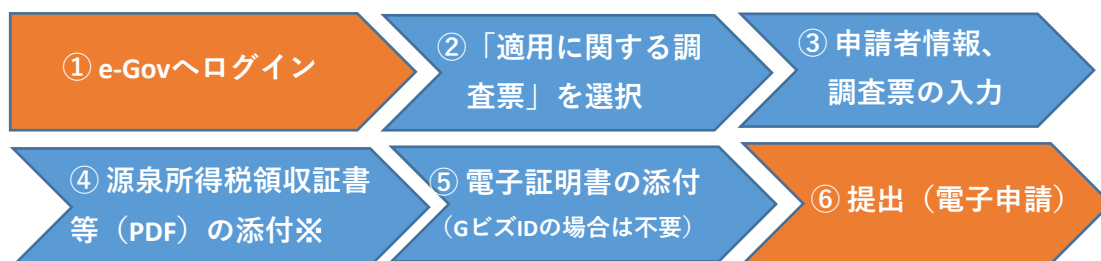 ① e-Govへログイン
②「適用に関する調
査票」を選択
③ 申請者情報、
調査票の入力
④ 源泉所得税領収証書
等（PDF）の添付※
⑤ 電子証明書の添付
（GビズIDの場合は不要）
⑥ 提出（電子申請）